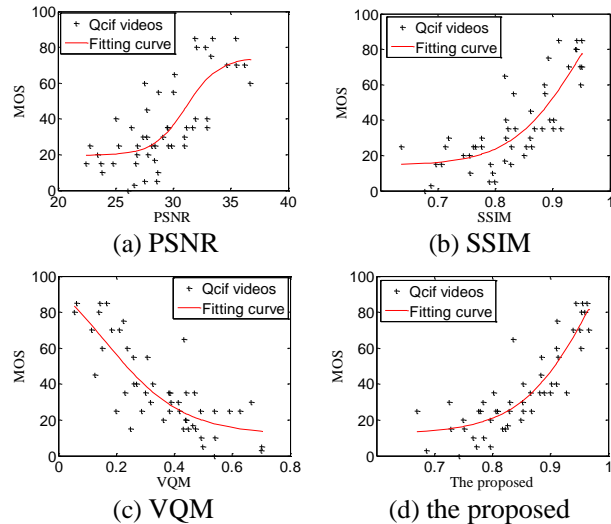 100
80
60
40
20
0
MOS
Qcif videos
Fitting curve
20 25 30 35 40
PSNR
(a) PSNR
100
80
60
40
20
0
MOS
Qcif videos
Fitting curve
0.7 0.8 0.9 1
SSIM
(b) SSIM
100
80
60
40
20
0
MOS
Qcif videos
Fitting curve
0 0.2 0.4 0.6 0.8
VQM
(c) VQM
100
80
60
40
20
0
MOS
Qcif videos
Fitting curve
0.7 0.8 0.9 1
The proposed
(d) the proposed